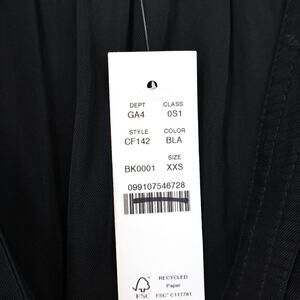 DEPT CLASS
GA4 0S1
STYLE COLOR
CF142 BLA
SIZE
BK0001 XXS
099107546728
RECYCLED
Paper
FSC FSC® C117781